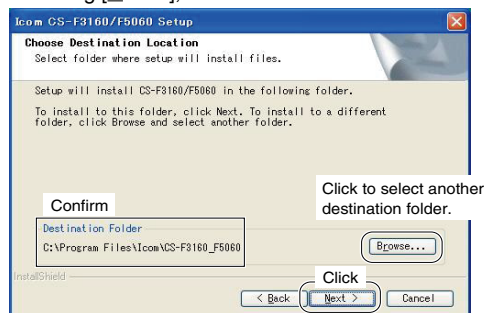 Icom CS-F3160/F5060 Setup
Choose Destination Location
Select folder where setup will install files.
Setup will install CS-F3160/F5060 in the following folder.
To install to this folder, click Next. To install to a different
folder, click Browse and select another folder.
Click to select another
destination folder.
Confirm
Destination Folder
C:\Program Files\Icom\CS-F3160_F5060
Browse...
InstallShield
Click
< Back
Next >
Cancel